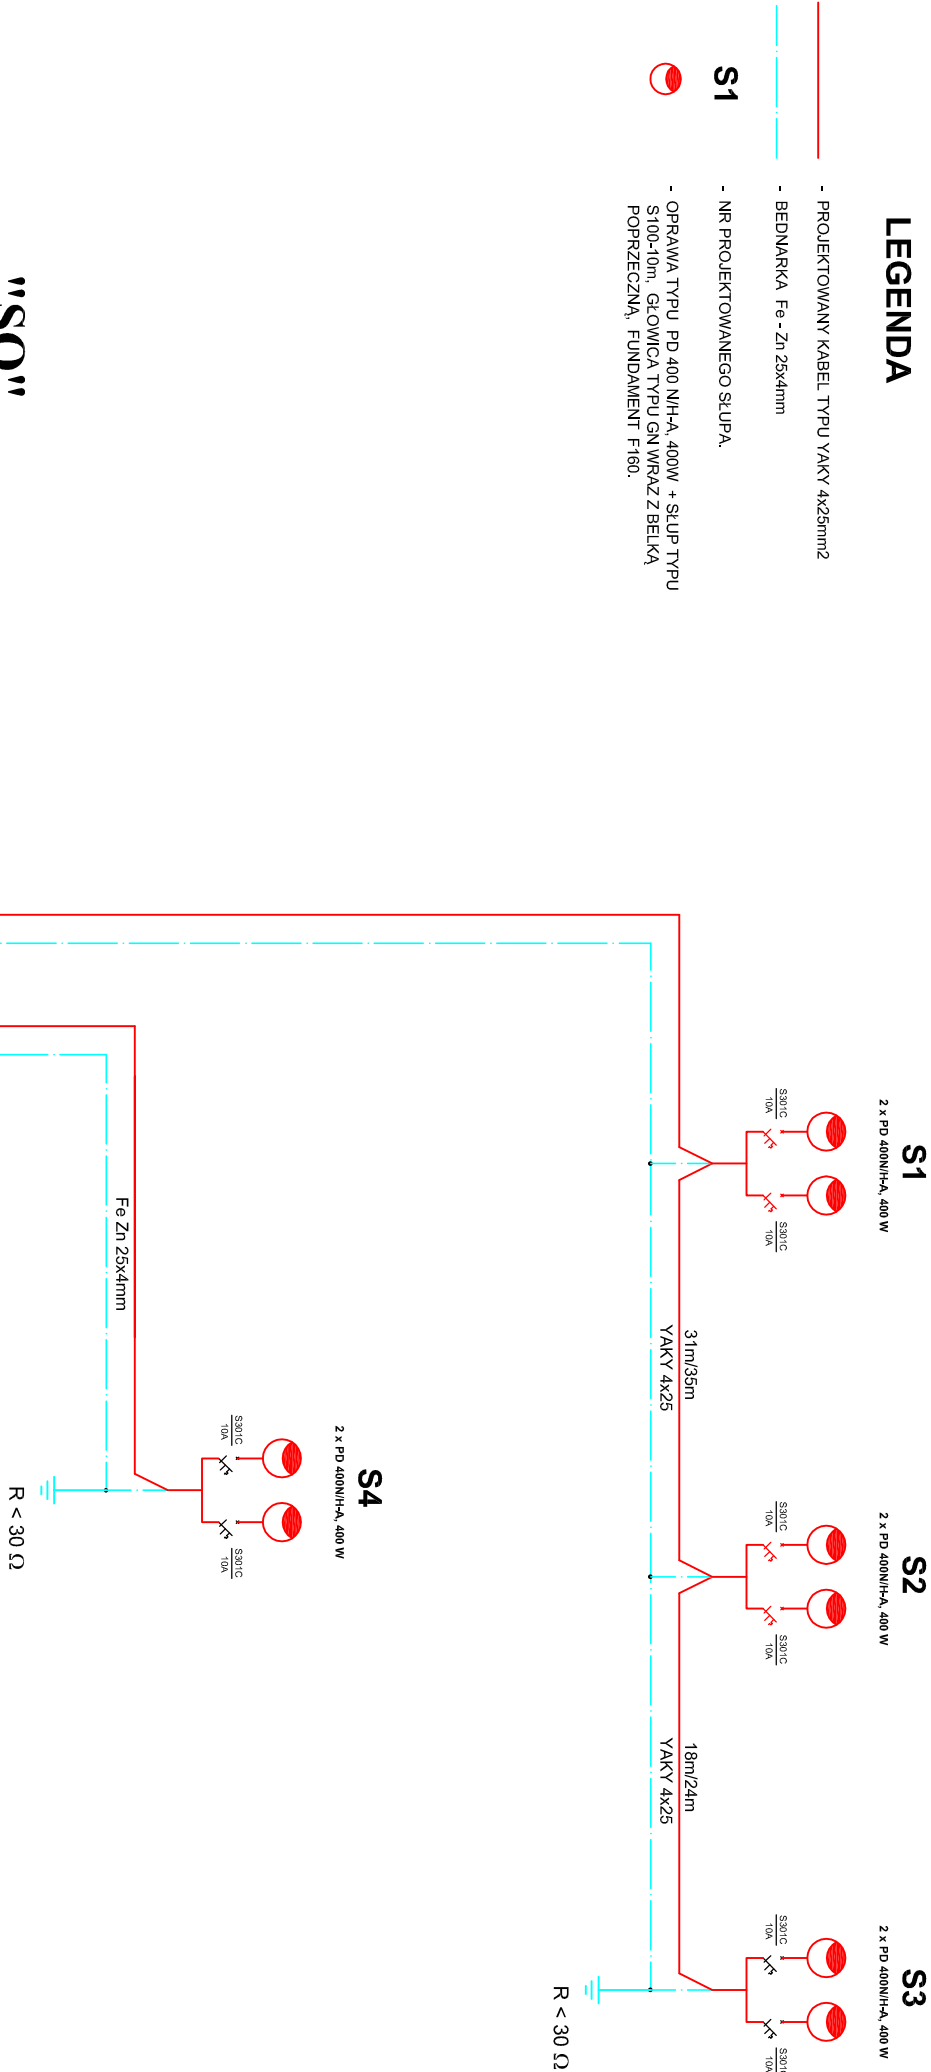 LEGENDA
- PROJEKTOWANY KABEL TYPU YAKY 4x25mm2
- BEDNARKA Fe - Zn 25x4mm
S1 - NR PROJEKTOWANEGO SŁUPA.
- OPRAWA TYPU PD 400 N/H-A, 400W + SŁUP TYPU
S100-10m, GŁOWICA TYPU GN WRAZ Z BELKĄ
POPRZECZNĄ, FUNDAMENT F160.
"SO"
S1
2 x PD 400N/H-A, 400 W
S301C
10A
S301C
10A
31m/35m
YAKY 4x25
S2
2 x PD 400N/H-A, 400 W
S301C
10A
S301C
10A
18m/24m
YAKY 4x25
S3
2 x PD 400N/H-A, 400 W
S301C
10A
10A
R < 30 Ω
S4
2 x PD 400N/H-A, 400 W
S301C
10A
S301C
10A
Fe Zn 25x4mm
R < 30 Ω